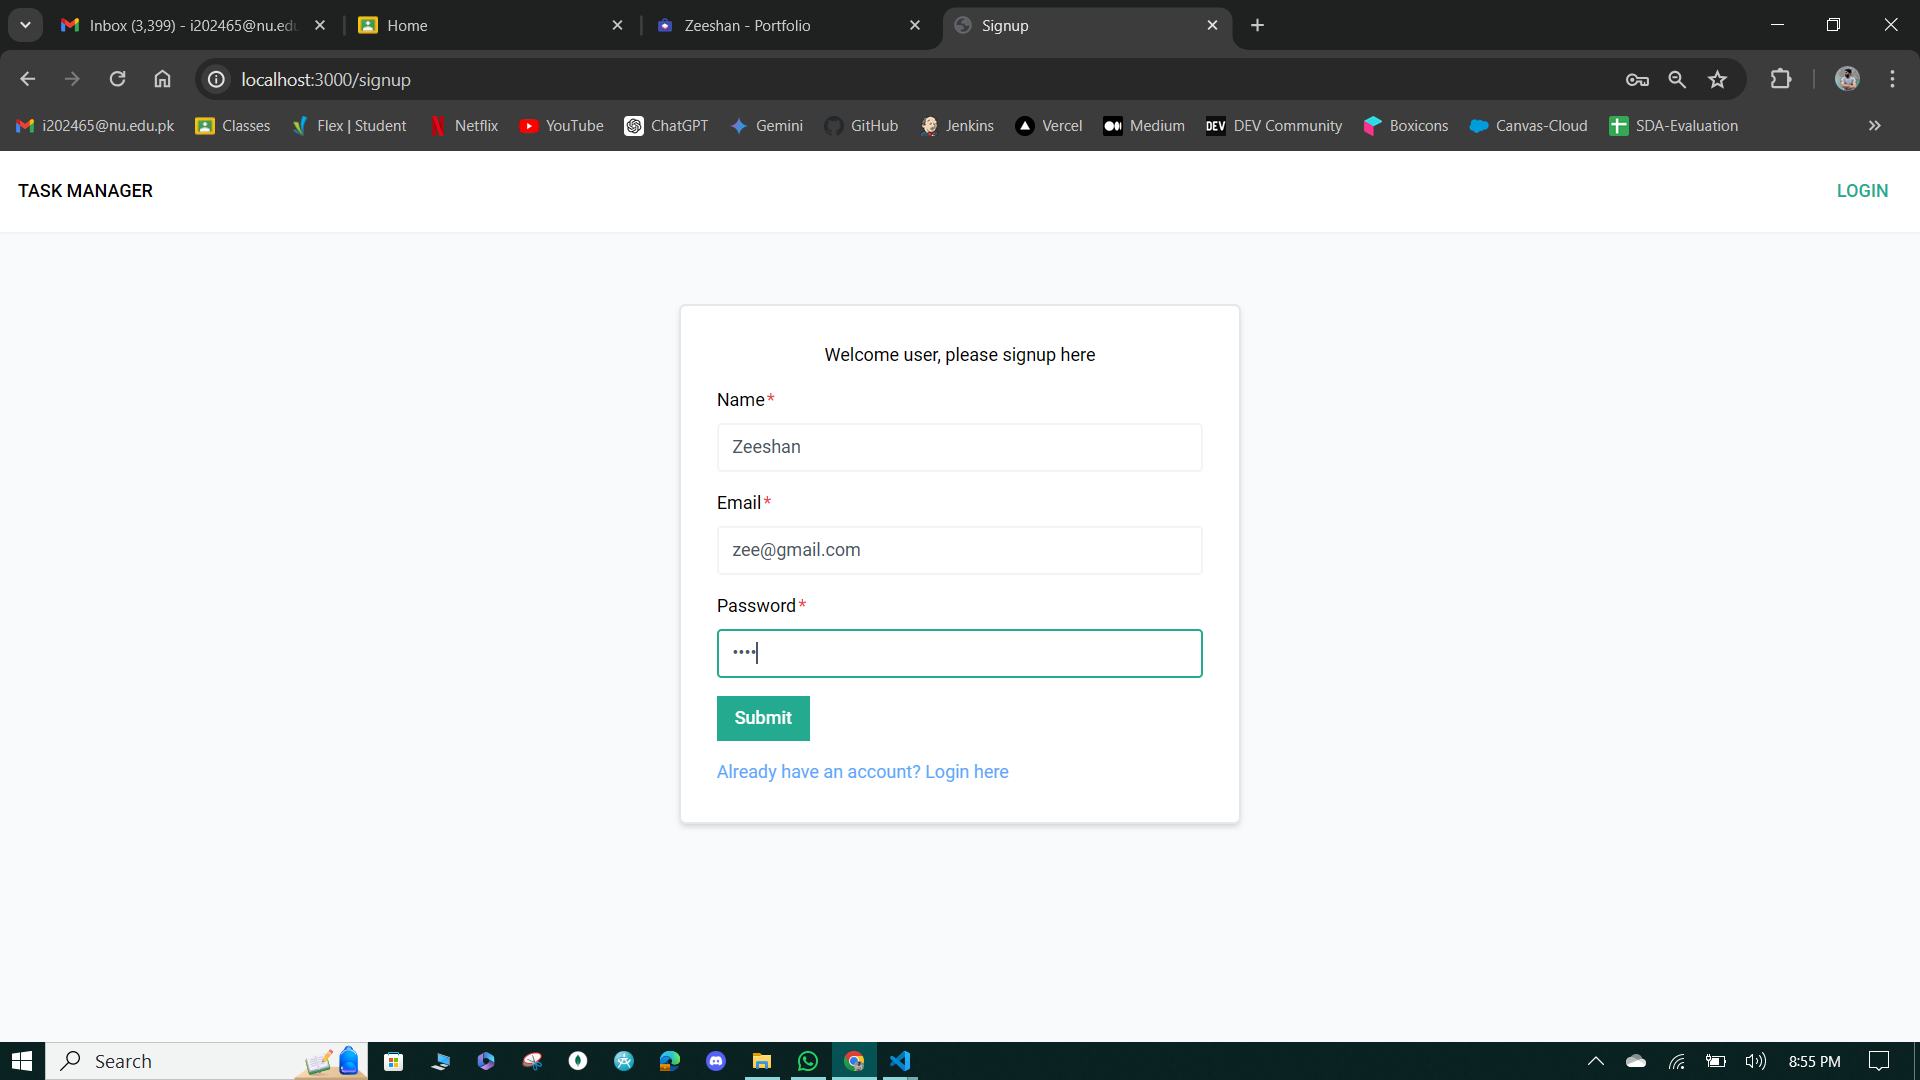 Inbox (3,399) - i202465@nu.edu
Home
Zeeshan - Portfolio
Signup
localhost:3000/signup
i202465@nu.edu.pk
Classes
Flex | Student
Netflix
YouTube
ChatGPT
Gemini
GitHub
Jenkins
Vercel
Medium
DEV
DEV Community
Boxicons
Canvas-Cloud
SDA-Evaluation
TASK MANAGER
LOGIN
Welcome user, please signup here
Name*
Zeeshan
Email*
zee@gmail.com
Password*
••••
Submit
Already have an account? Login here
Search
8:55 PM